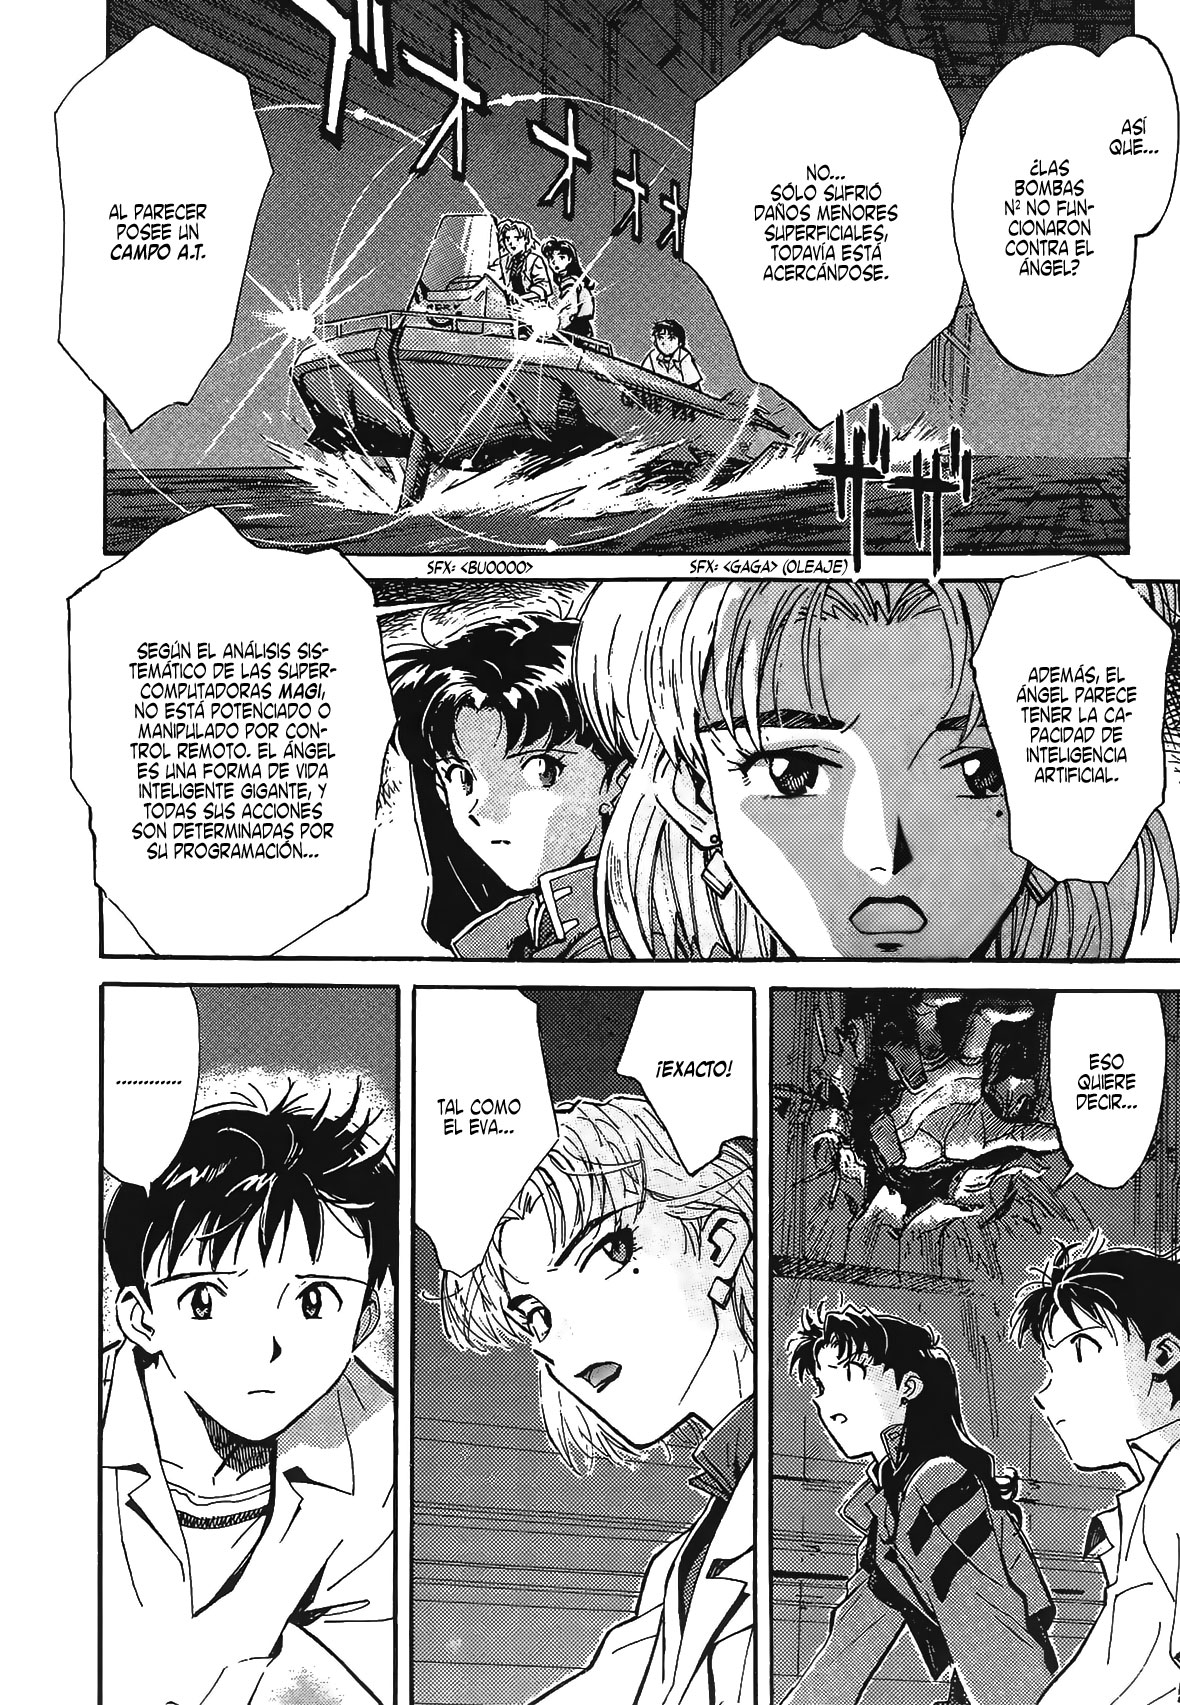 ASÍ
QUE...
¿LAS
BOMBAS
N² NO FUN-
CIONARON
CONTRA EL
ÁNGEL?
NO...
SÓLO SUFRIÓ
DAÑOS MENORES
SUPERFICIALES,
TODAVÍA ESTÁ
ACERCÁNDOSE.
AL PARECER
POSEE UN
CAMPO A.T.
ザザ
SFX: <BUOOOO>
SFX: <GAGA> (OLEAJE)
ADEMÁS, EL
ÁNGEL PARECE
TENER LA CA-
PACIDAD DE
INTELIGENCIA
ARTIFICIAL.
SEGÚN EL ANÁLISIS SIS-
TEMÁTICO DE LAS SUPER-
COMPUTADORAS MAGI,
NO ESTÁ POTENCIADO O
MANIPULADO POR CON-
TROL REMOTO. EL ÁNGEL
ES UNA FORMA DE VIDA
INTELIGENTE GIGANTE, Y
TODAS SUS ACCIONES
SON DETERMINADAS POR
SU PROGRAMACIÓN...
ESO
QUIERE
DECIR...
¡EXACTO!
TAL COMO
EL EVA...
.............